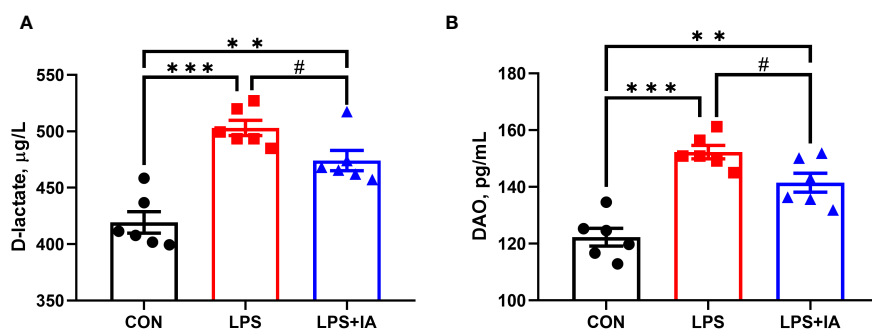 A
B
** **
*** #
*** #
D-lactate, μg/L
550
500
450
400
350
CON LPS LPS+IA
DAO, pg/mL
180
160
140
120
100
CON LPS LPS+IA